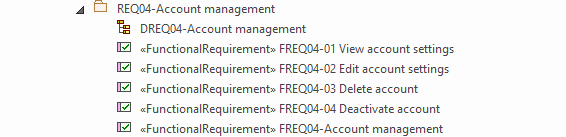 REQ04-Account management
DREQ04-Account management
«FunctionalRequirement» FREQ04-01 View account settings
«FunctionalRequirement» FREQ04-02 Edit account settings
«FunctionalRequirement» FREQ04-03 Delete account
«FunctionalRequirement» FREQ04-04 Deactivate account
«FunctionalRequirement» FREQ04-Account management